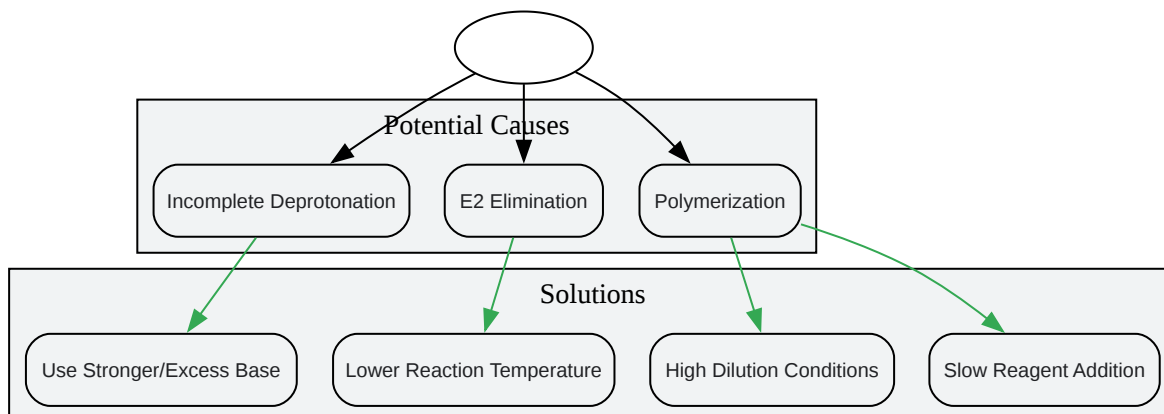 Potential Causes
Incomplete Deprotonation
E2 Elimination
Polymerization
Solutions
Use Stronger/Excess Base
Lower Reaction Temperature
High Dilution Conditions
Slow Reagent Addition